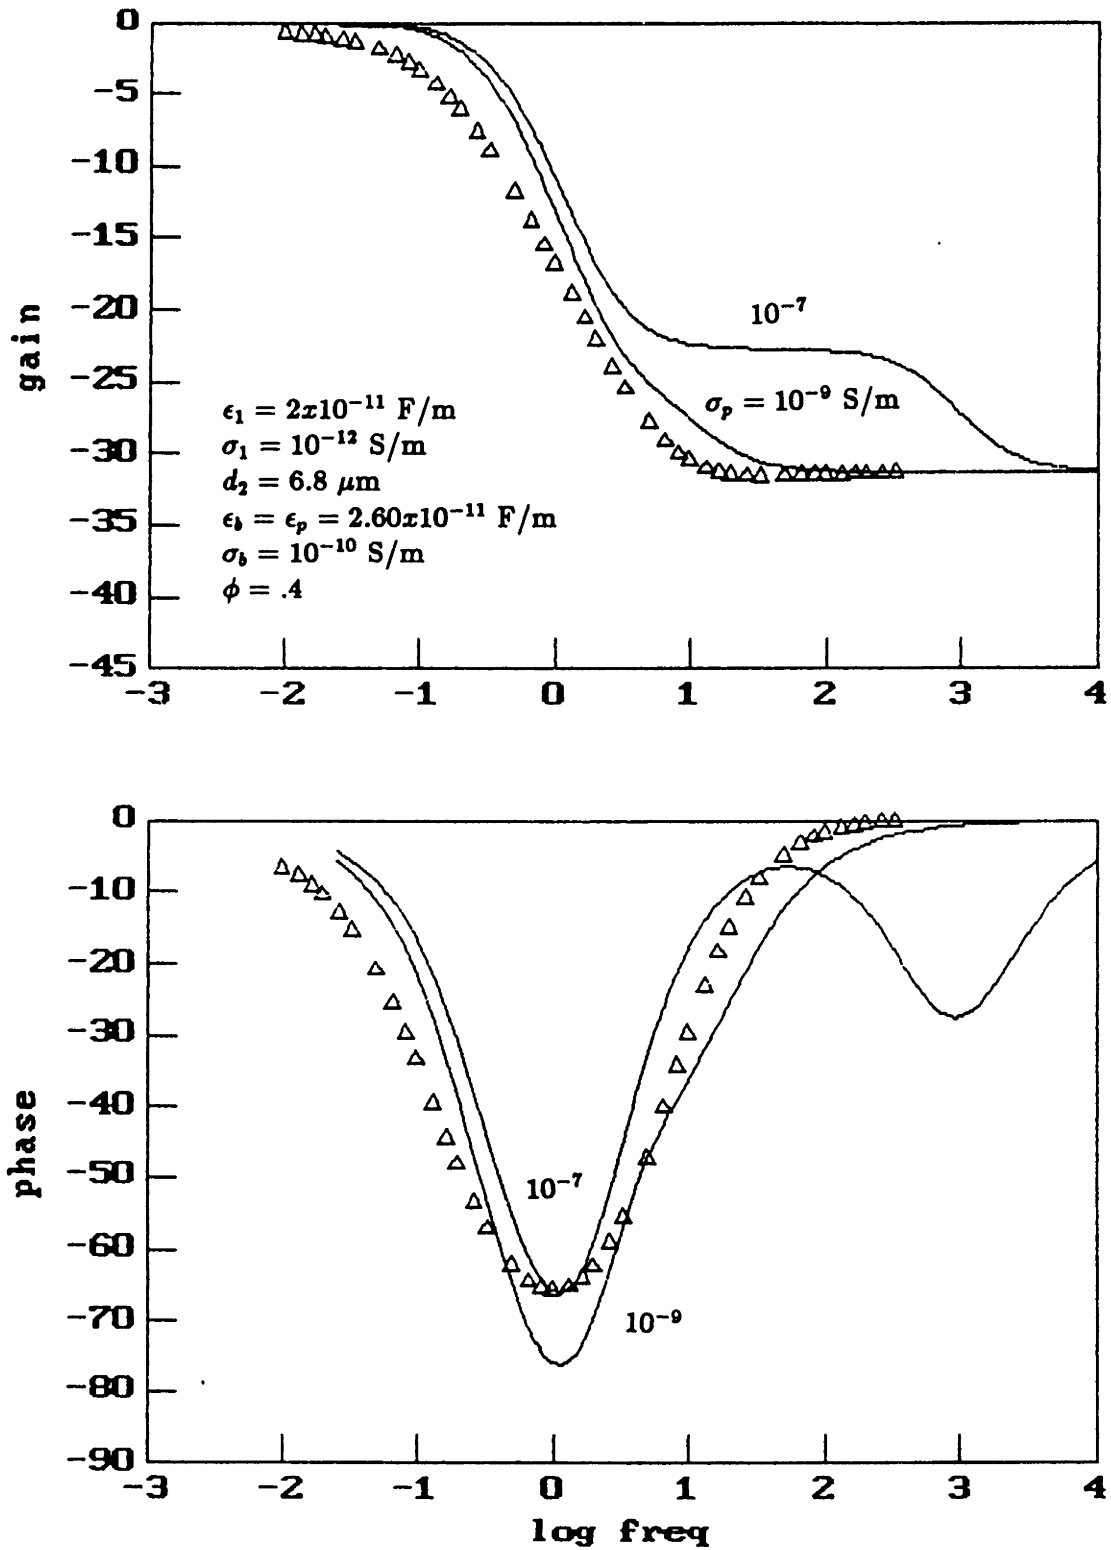 0
-5
-10
-15
-20
-25
-30
-35
-40
-45
gain
10⁻⁷
σₚ = 10⁻⁹ S/m
ϵ₁ = 2x10⁻¹¹ F/m
σ₁ = 10⁻¹² S/m
d₂ = 6.8 μm
ϵ_b = ϵₚ = 2.60x10⁻¹¹ F/m
σ_b = 10⁻¹⁰ S/m
ϕ = .4
-3 -2 -1 0 1 2 3 4
0
-10
-20
-30
-40
-50
-60
-70
-80
-90
phase
10⁻⁷
10⁻⁹
-3 -2 -1 0 1 2 3 4
log freq